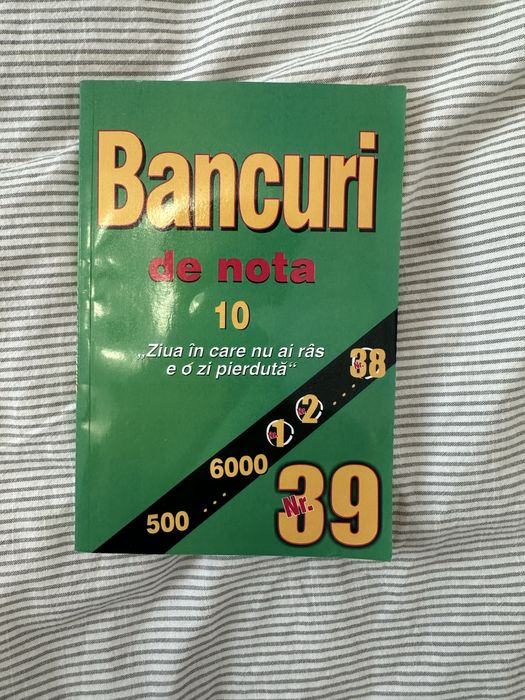 Bancuri
de nota
10
„Ziua în care nu ai râs
e o zi pierdută“
500 ... 6000 ... Nr. 1 Nr. 2 ..... Nr. 38
Nr. 39